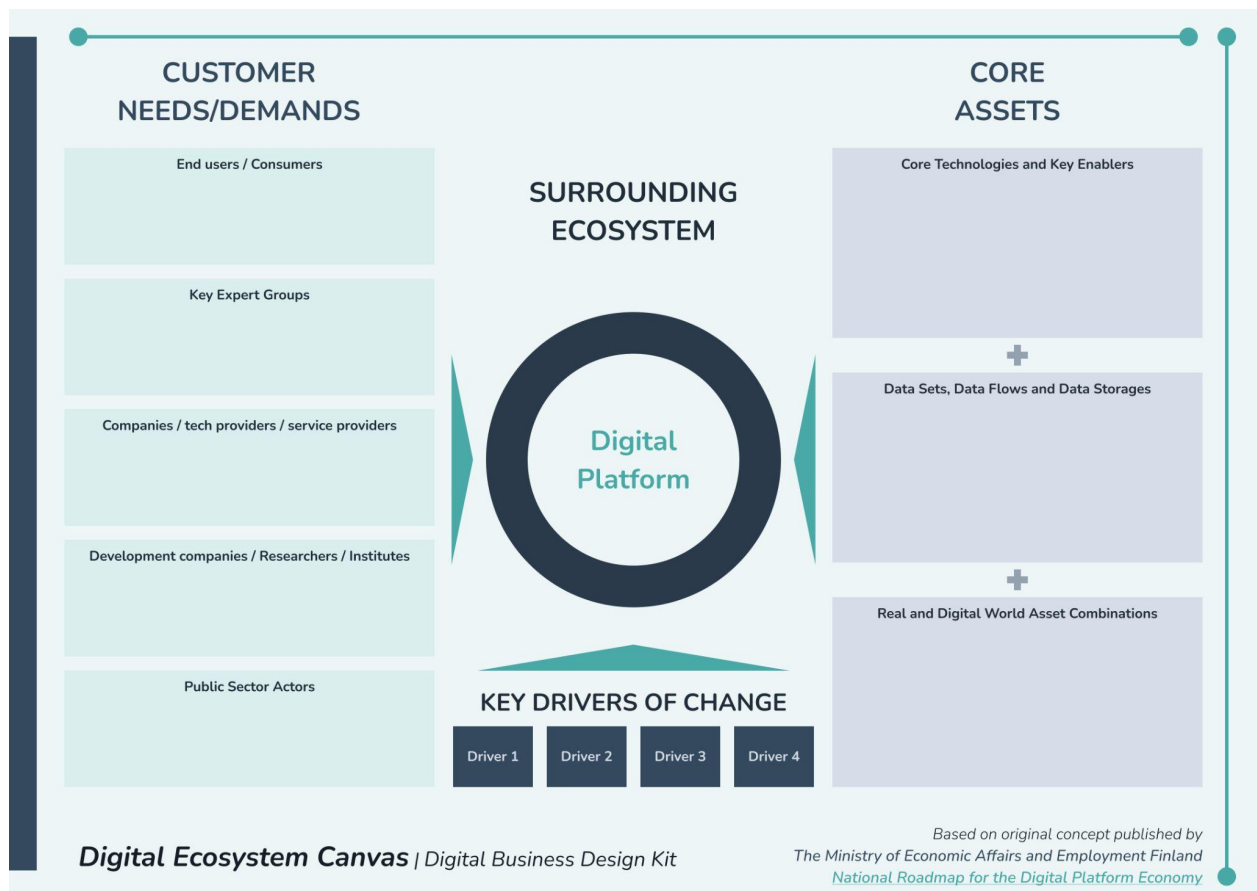 CUSTOMER
NEEDS/DEMANDS
End users / Consumers
Key Expert Groups
Companies / tech providers / service providers
Development companies / Researchers / Institutes
Public Sector Actors
SURROUNDING
ECOSYSTEM
Digital
Platform
KEY DRIVERS OF CHANGE
Driver 1
Driver 2
Driver 3
Driver 4
CORE
ASSETS
Core Technologies and Key Enablers
Data Sets, Data Flows and Data Storages
Real and Digital World Asset Combinations
Digital Ecosystem Canvas | Digital Business Design Kit
Based on original concept published by
The Ministry of Economic Affairs and Employment Finland
National Roadmap for the Digital Platform Economy